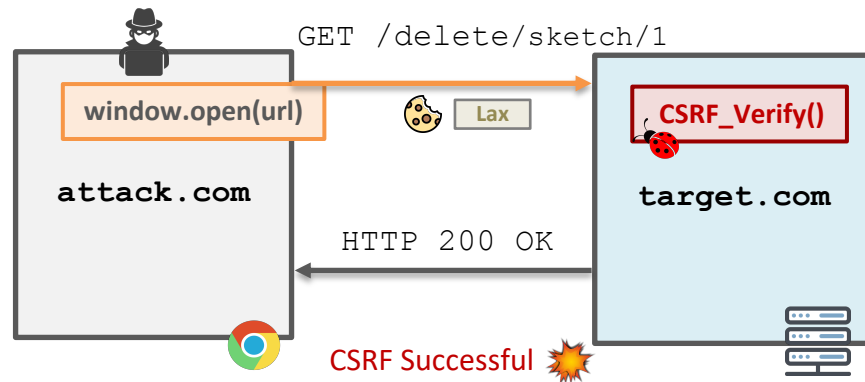 GET /delete/sketch/1
window.open(url)
Lax
CSRF_Verify()
attack.com
target.com
HTTP 200 OK
CSRF Successful